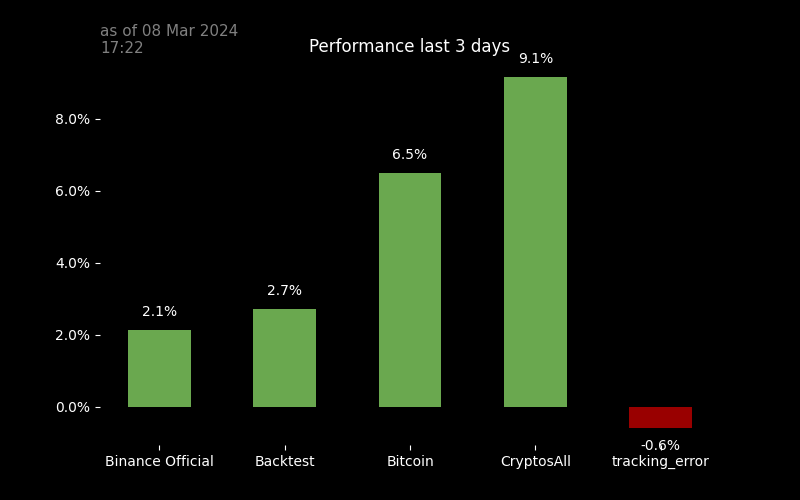 as of 08 Mar 2024
17:22
Performance last 3 days
9.1%
8.0%
6.5%
6.0%
4.0%
2.7%
2.1%
2.0%
0.0%
-0.6%
Binance Official
Backtest
Bitcoin
CryptosAll
tracking_error